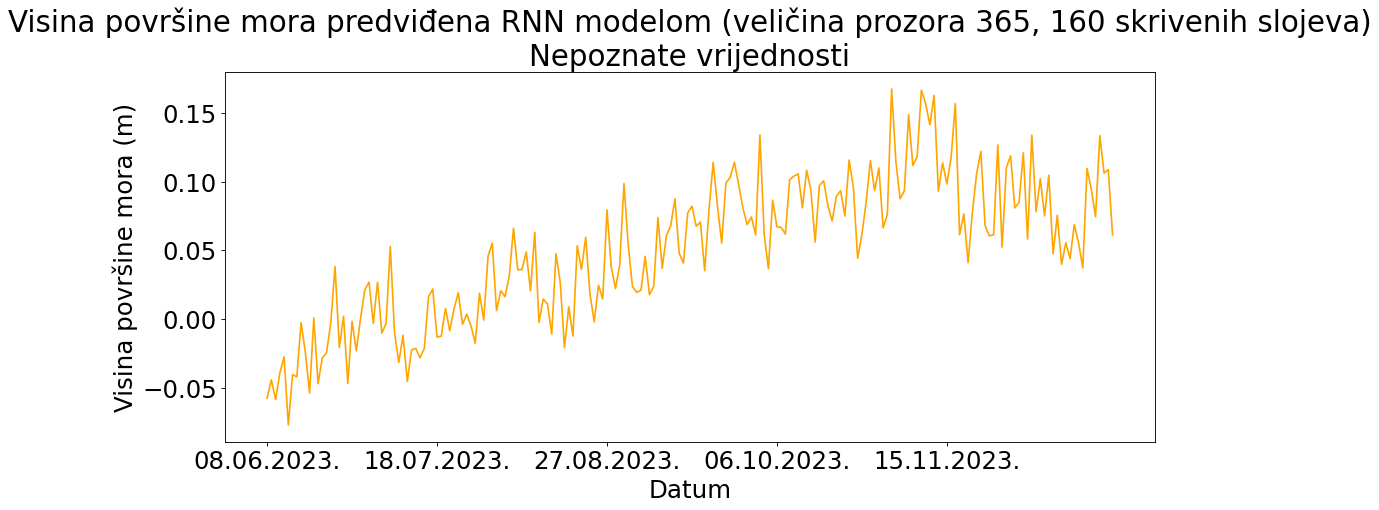 Visina površine mora predviđena RNN modelom (veličina prozora 365, 160 skrivenih slojeva)
Nepoznate vrijednosti
Visina površine mora (m)
0.15
0.10
0.05
0.00
−0.05
08.06.2023. 18.07.2023. 27.08.2023. 06.10.2023. 15.11.2023.
Datum